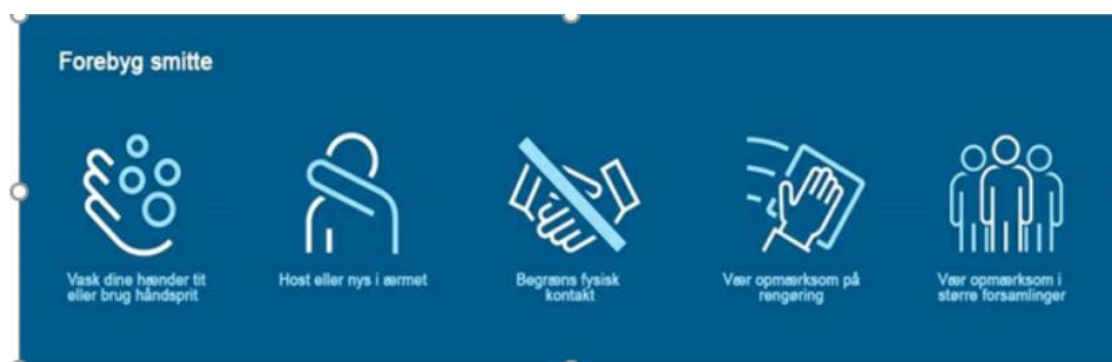 Forebyg smitte
Vask dine hænder tit
eller brug håndsprit
Host eller nys i ærmet
Begræns fysisk
kontakt
Vær opmærksom på
rengøring
Vær opmærksom i
større forsamlinger